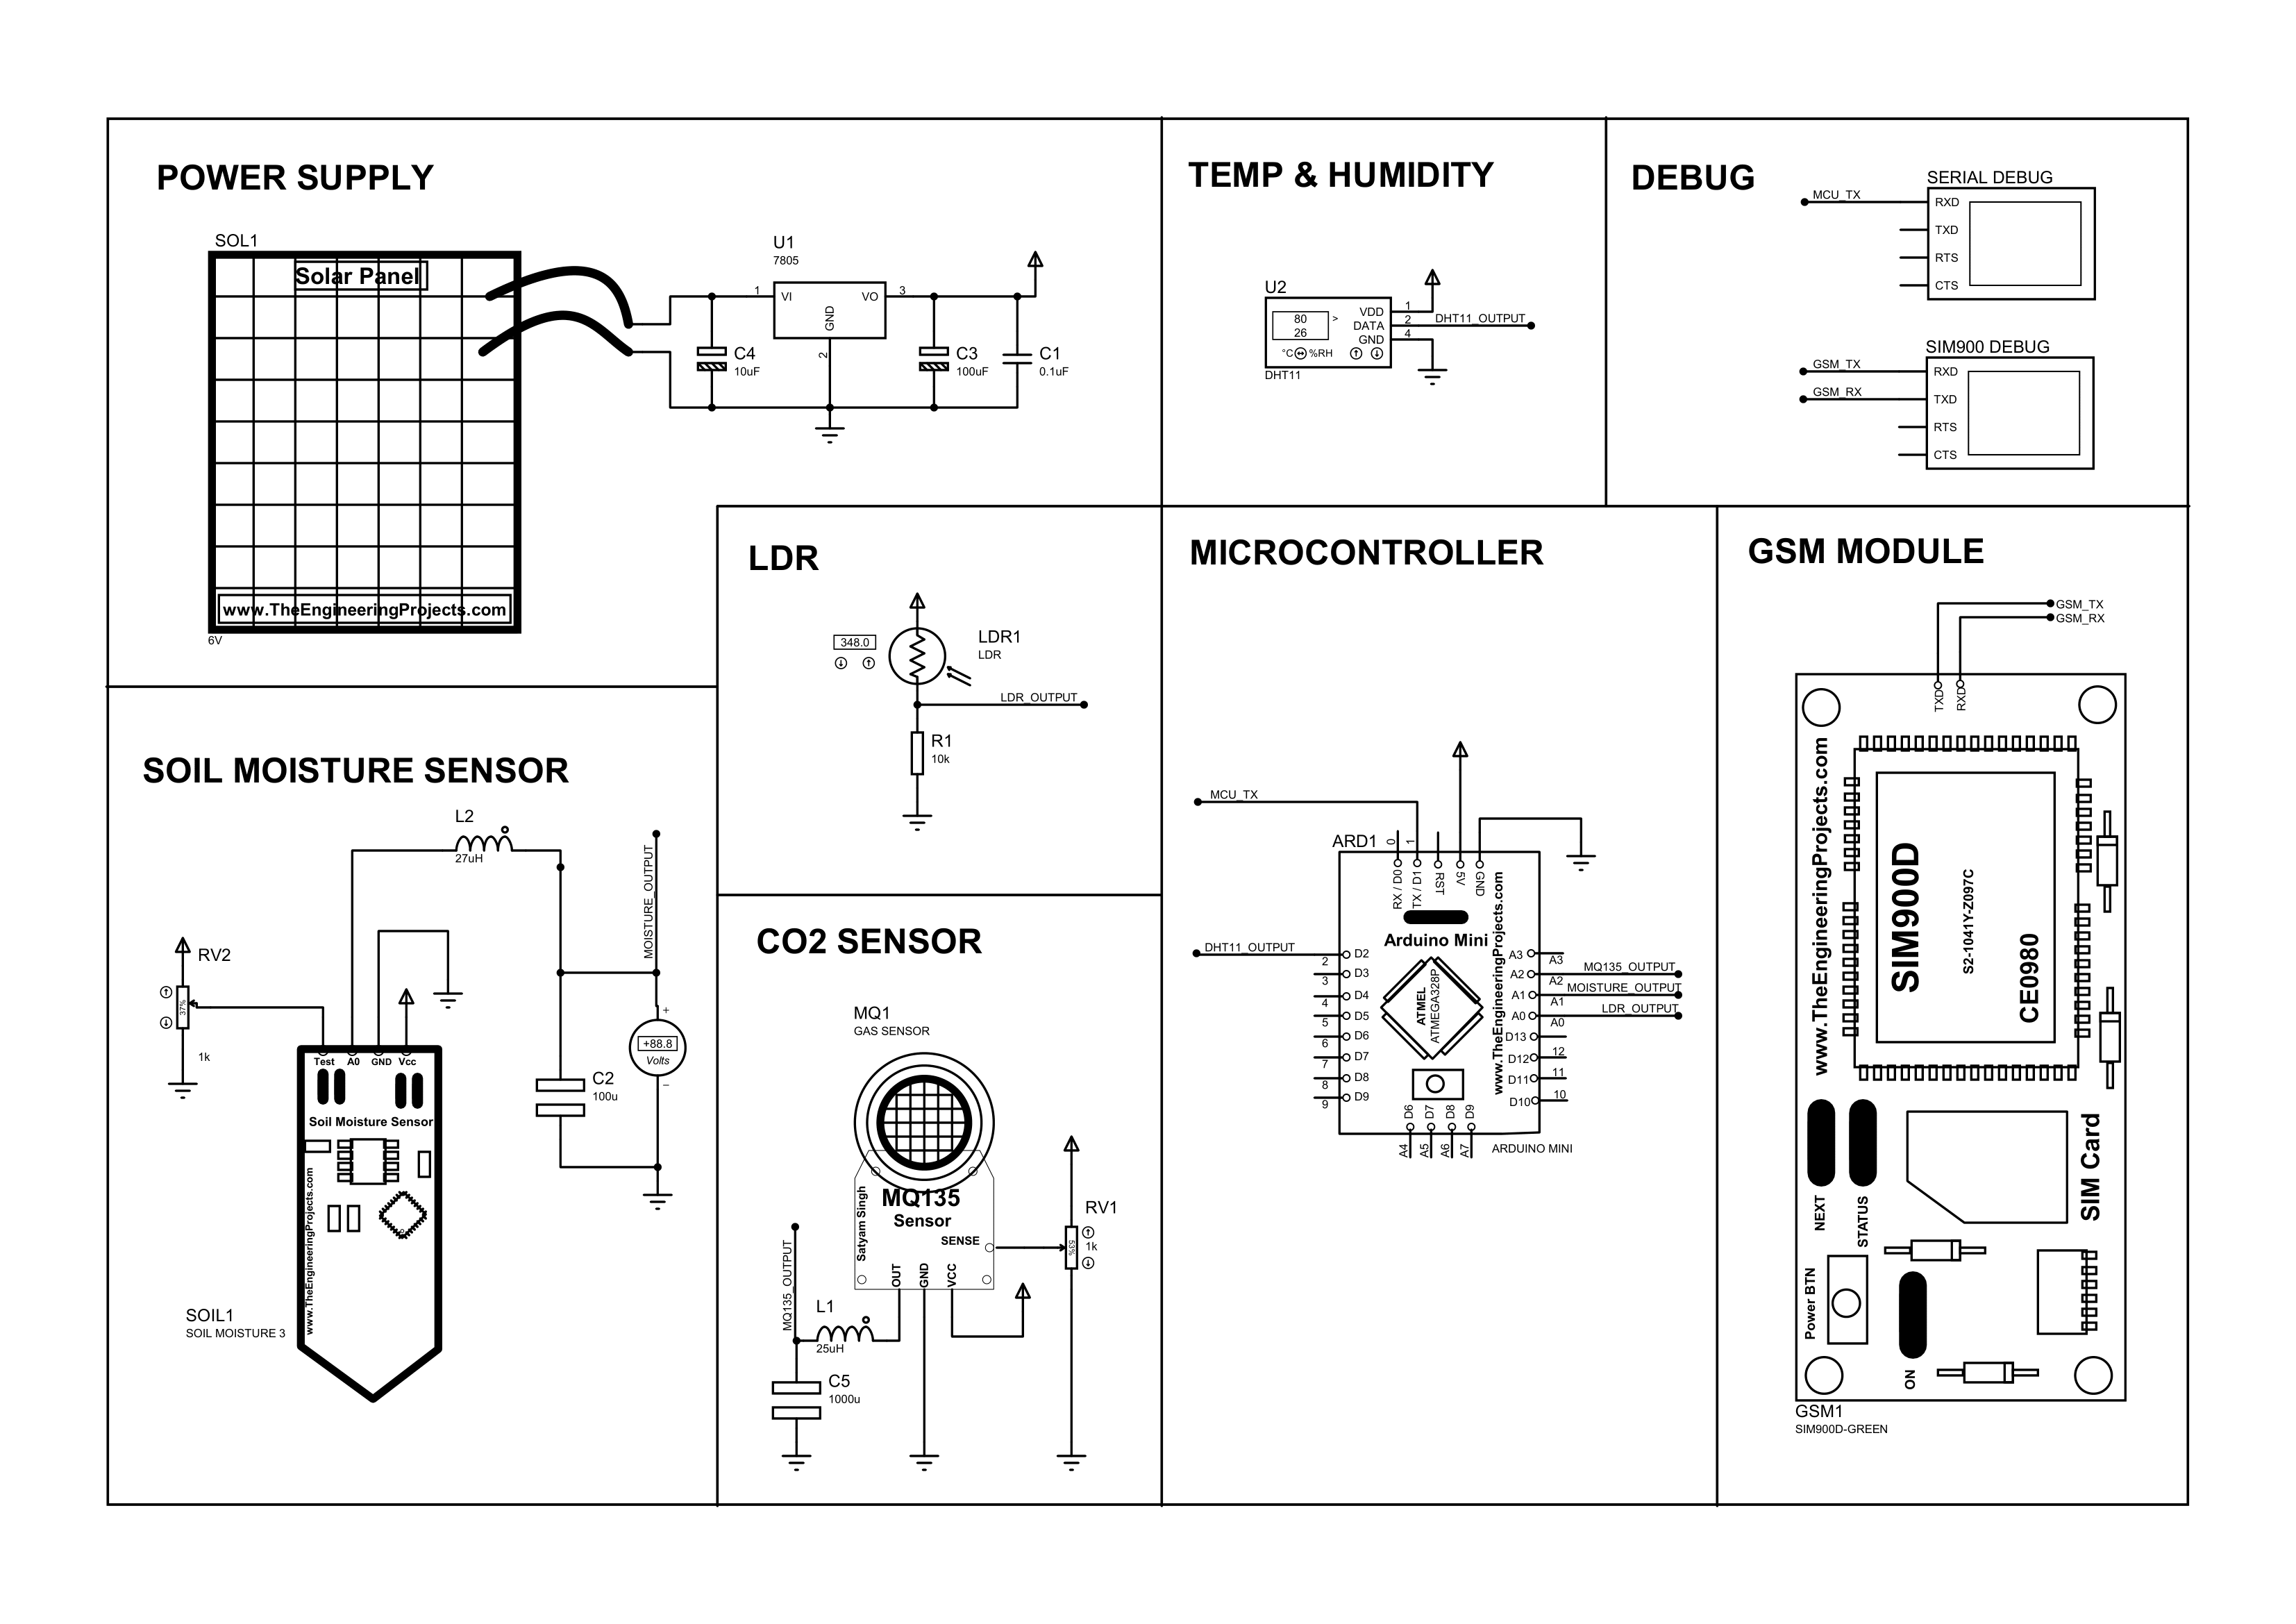 POWER SUPPLY
SOL1
Solar Panel
www.TheEngineeringProjects.com
6V
U1
7805
1
VI
VO
3
GND
2
C4
10uF
C3
100uF
C1
0.1uF
TEMP & HUMIDITY
U2
80
26
>
°C %RH
VDD
DATA
GND
1
2
4
DHT11_OUTPUT
DHT11
DEBUG
SERIAL DEBUG
MCU_TX
RXD
TXD
RTS
CTS
SIM900 DEBUG
GSM_TX
GSM_RX
RXD
TXD
RTS
CTS
LDR
348.0
LDR1
LDR
LDR_OUTPUT
R1
10k
SOIL MOISTURE SENSOR
L2
27uH
MOISTURE_OUTPUT
RV2
37%
1k
Test A0 GND Vcc
Soil Moisture Sensor
www.TheEngineeringProjects.com
SOIL1
SOIL MOISTURE 3
C2
100u
+
+88.8
Volts
−
CO2 SENSOR
MQ1
GAS SENSOR
MQ135
Sensor
Satyam Singh
SENSE
OUT
GND
VCC
RV1
53%
1k
MQ135_OUTPUT
L1
25uH
C5
1000u
MICROCONTROLLER
MCU_TX
ARD1
0
1
RX / D0
TX / D1
RST
5V
GND
Arduino Mini
www.TheEngineeringProjects.com
ATMEL
ATMEGA328P
DHT11_OUTPUT
2
D2
3
D3
4
D4
5
D5
6
D6
7
D7
8
D8
9
D9
A3
A3
A2
A2
MQ135_OUTPUT
A1
A1
MOISTURE_OUTPUT
A0
A0
LDR_OUTPUT
D13
D12
12
D11
11
D10
10
D6
D7
D8
D9
A4
A5
A6
A7
ARDUINO MINI
GSM MODULE
GSM_TX
GSM_RX
TXD
RXD
www.TheEngineeringProjects.com
SIM900D
S2-1041Y-Z097C
CE0980
NEXT
STATUS
SIM Card
Power BTN
ON
GSM1
SIM900D-GREEN